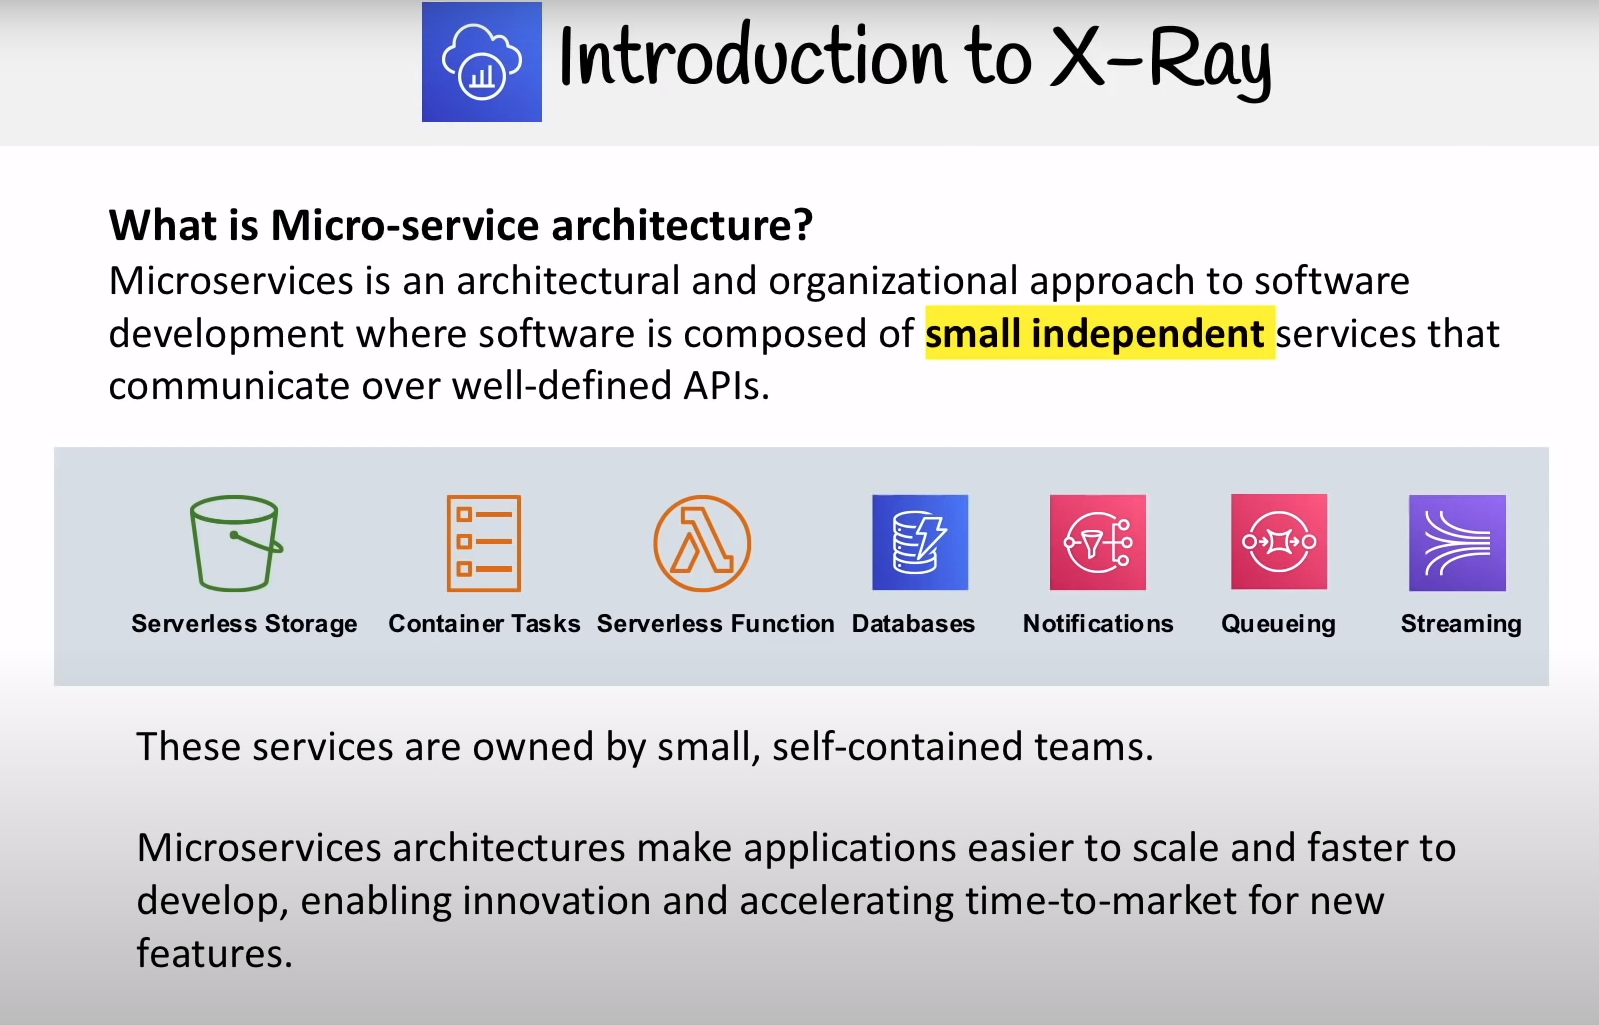 Introduction to X-Ray
What is Micro-service architecture?
Microservices is an architectural and organizational approach to software
development where software is composed of small independent services that
communicate over well-defined APIs.
Serverless Storage
Container Tasks
Serverless Function
Databases
Notifications
Queueing
Streaming
These services are owned by small, self-contained teams.
Microservices architectures make applications easier to scale and faster to
develop, enabling innovation and accelerating time-to-market for new
features.